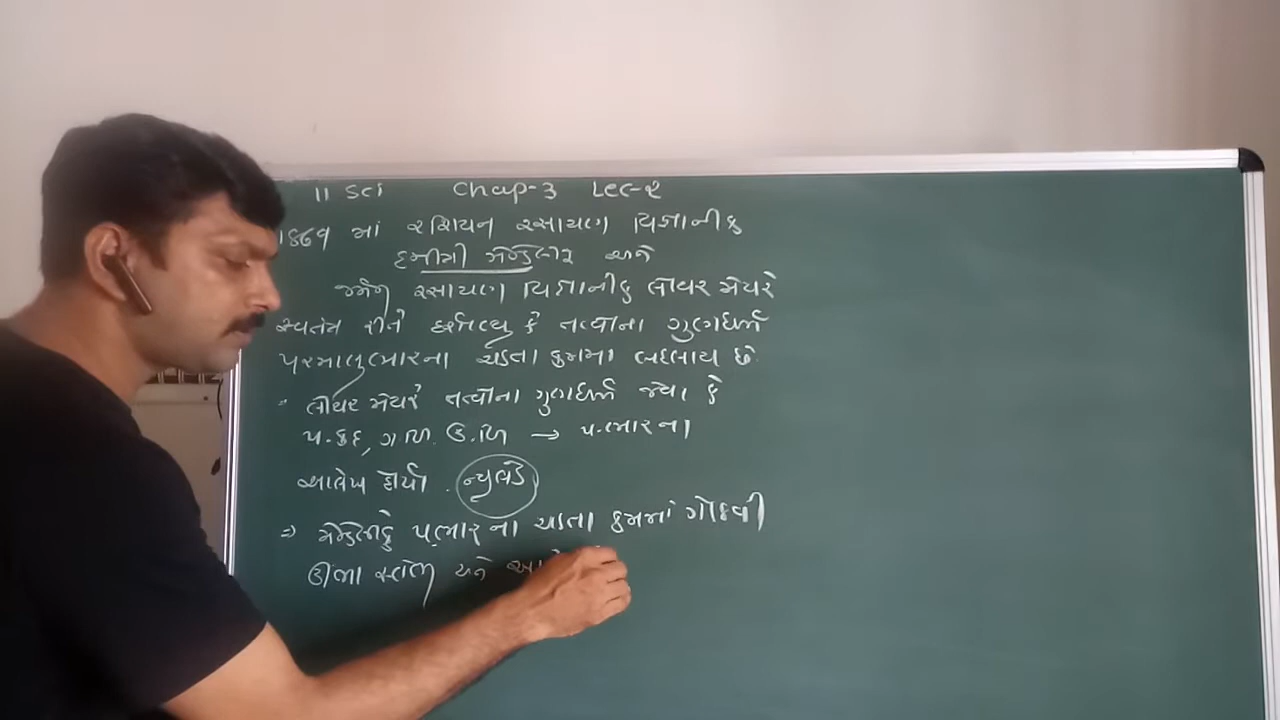 11 Sci Chap-3 Lec-2
1869 માં રશિયન રસાયણ વિજ્ઞાનીક
દમીત્રી મેન્ડેલીફ અને
જર્મન રસાયણ વિજ્ઞાનીક લોથર મેયરે
સ્વતંત્ર રીતે દર્શાવ્યુ કે તત્વોના ગુણધર્મ
પરમાણુભારના ચડતા ક્રમમા બદલાય છે.
⇒ લોથર મેયરે તત્વોના ગુણધર્મ જેવા કે
પ.કદ, ગ.બિ. ઉ.બિ → પ.ભારના
આલેખ દોર્યા. ન્યુલેંડ
⇒ મેન્ડેલીફે પ.ભારના ચડતા ક્રમમાં ગોઠવી
ઊભા સ્તંભ અને